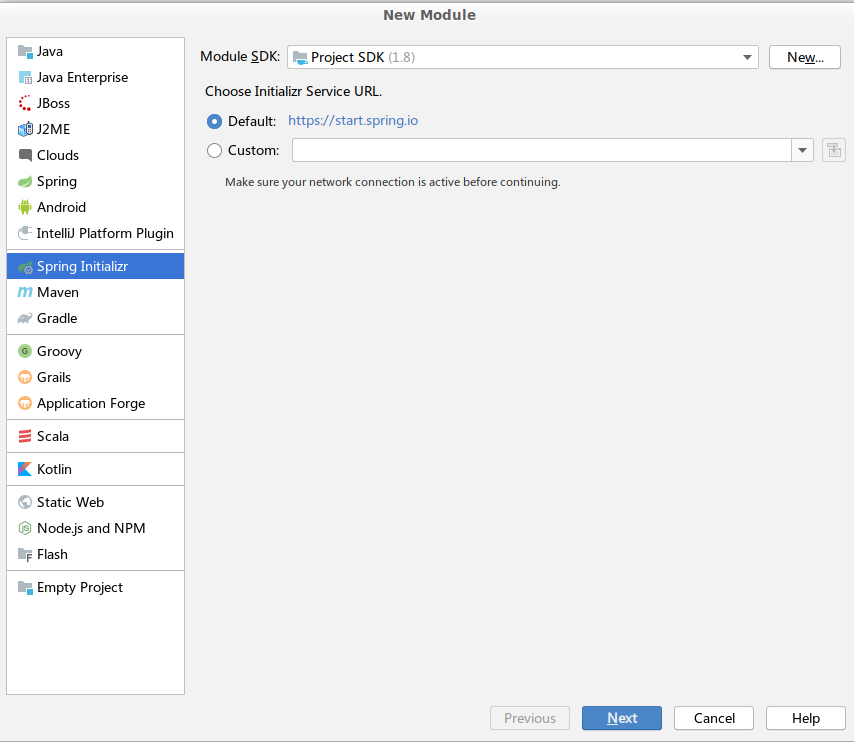 New Module
Java
Java Enterprise
JBoss
J2ME
Clouds
Spring
Android
IntelliJ Platform Plugin
Spring Initializr
Maven
Gradle
Groovy
Grails
Application Forge
Scala
Kotlin
Static Web
Node.js and NPM
Flash
Empty Project
Module SDK: Project SDK (1.8) New...
Choose Initializr Service URL.
Default: https://start.spring.io
Custom:
Make sure your network connection is active before continuing.
Previous Next Cancel Help